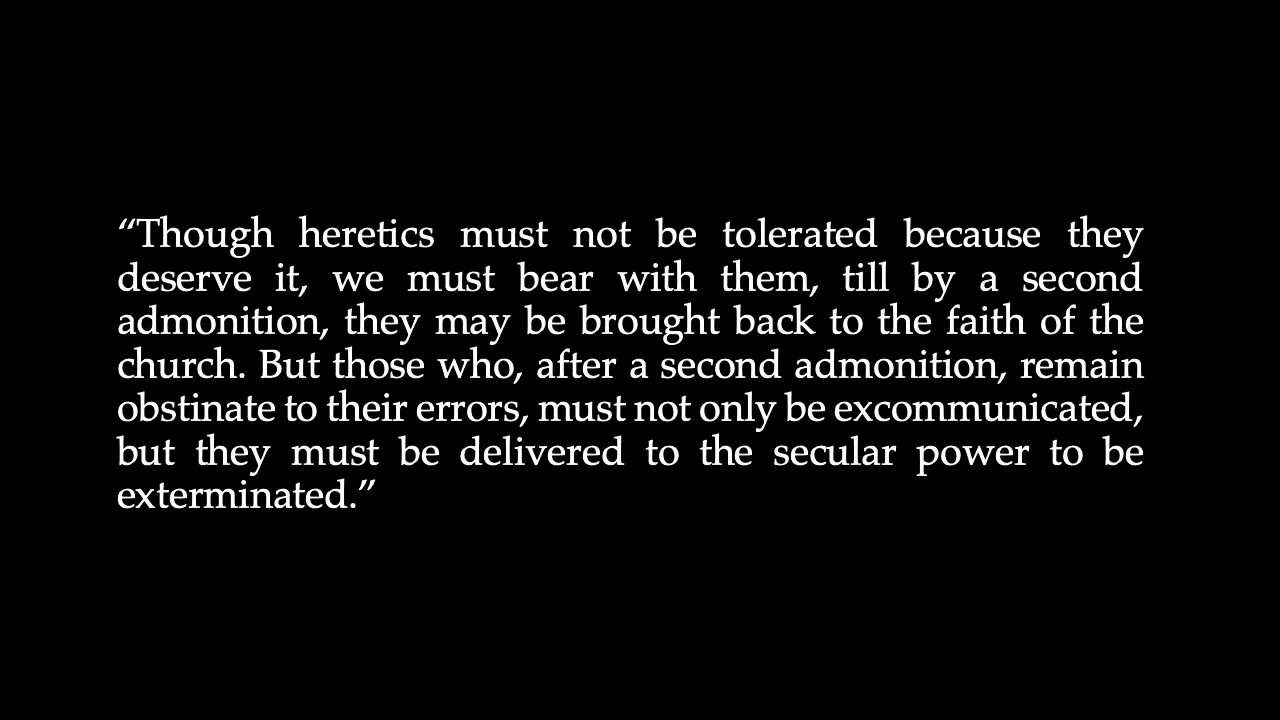 “Though heretics must not be tolerated because they
deserve it, we must bear with them, till by a second
admonition, they may be brought back to the faith of the
church. But those who, after a second admonition, remain
obstinate to their errors, must not only be excommunicated,
but they must be delivered to the secular power to be
exterminated.”